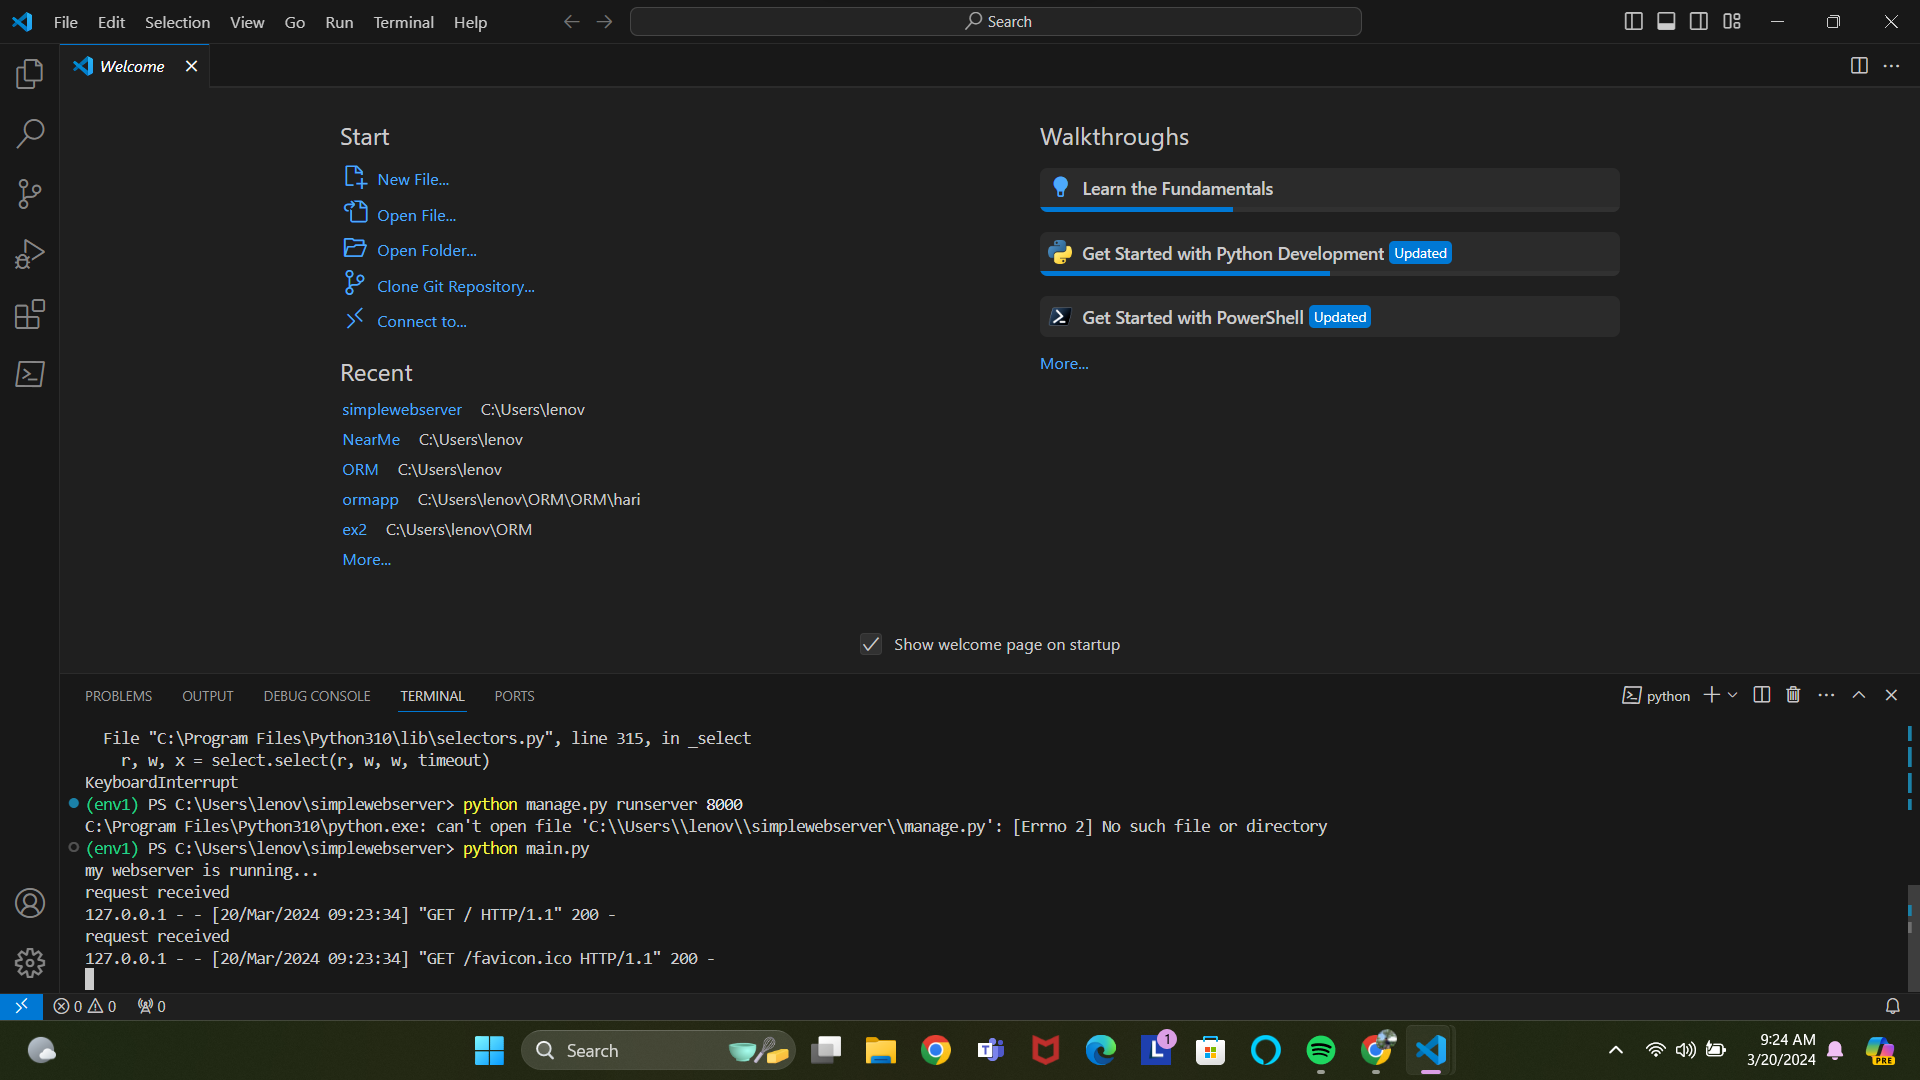 File Edit Selection View Go Run Terminal Help Search
Welcome
Start
New File...
Open File...
Open Folder...
Clone Git Repository...
Connect to...
Recent
simplewebserver C:\Users\lenov
NearMe C:\Users\lenov
ORM C:\Users\lenov
ormapp C:\Users\lenov\ORM\ORM\hari
ex2 C:\Users\lenov\ORM
More...
Walkthroughs
Learn the Fundamentals
Get Started with Python Development Updated
Get Started with PowerShell Updated
More...
Show welcome page on startup
PROBLEMS OUTPUT DEBUG CONSOLE TERMINAL PORTS python
File "C:\Program Files\Python310\lib\selectors.py", line 315, in _select
r, w, x = select.select(r, w, w, timeout)
KeyboardInterrupt
(env1) PS C:\Users\lenov\simplewebserver> python manage.py runserver 8000
C:\Program Files\Python310\python.exe: can't open file 'C:\\Users\\lenov\\simplewebserver\\manage.py': [Errno 2] No such file or directory
(env1) PS C:\Users\lenov\simplewebserver> python main.py
my webserver is running...
request received
127.0.0.1 - - [20/Mar/2024 09:23:34] "GET / HTTP/1.1" 200 -
request received
127.0.0.1 - - [20/Mar/2024 09:23:34] "GET /favicon.ico HTTP/1.1" 200 -
0 0 0
Search
T
L 1
9:24 AM
3/20/2024
PRE